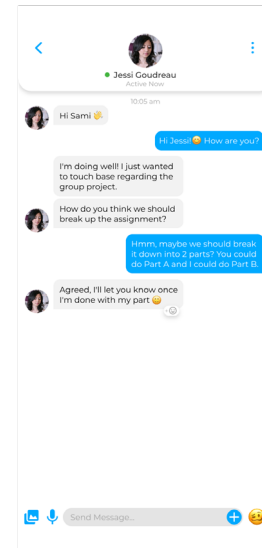 Jessi Goudreau
Active Now
10:05 am
Hi Sami 👋
Hi Jessi!😄 How are you?
I'm doing well! I just wanted
to touch base regarding the
group project.
How do you think we should
break up the assignment?
Hmm, maybe we should break
it down into 2 parts? You could
do Part A and I could do Part B.
Agreed, I'll let you know once
I'm done with my part 😀
Send Message...